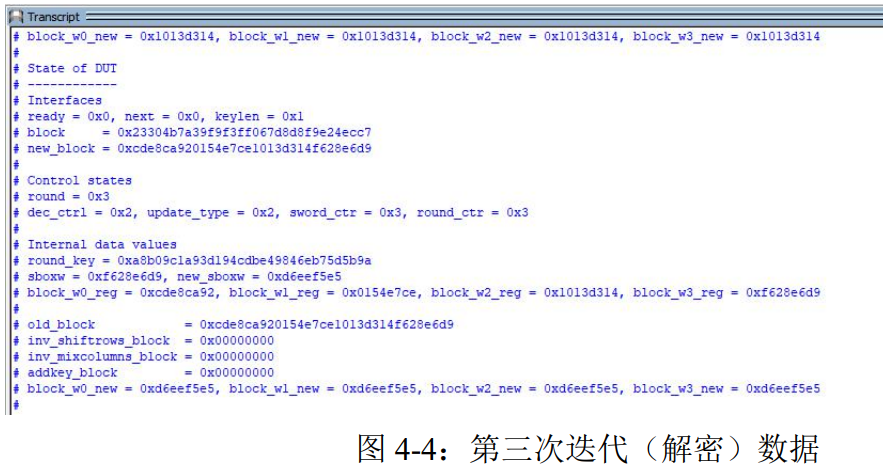 Transcript
# block_w0_new = 0x1013d314, block_w1_new = 0x1013d314, block_w2_new = 0x1013d314, block_w3_new = 0x1013d314
#
# State of DUT
# ------------
# Interfaces
# ready = 0x0, next = 0x0, keylen = 0x1
# block     = 0x23304b7a39f9f3ff067d8d8f9e24ecc7
# new_block = 0xcde8ca920154e7ce1013d314f628e6d9
#
# Control states
# round = 0x3
# dec_ctrl = 0x2, update_type = 0x2, sword_ctr = 0x3, round_ctr = 0x3
#
# Internal data values
# round_key = 0xa8b09c1a93d194cdbe49846eb75d5b9a
# sboxw = 0xf628e6d9, new_sboxw = 0xd6eef5e5
# block_w0_reg = 0xcde8ca92, block_w1_reg = 0x0154e7ce, block_w2_reg = 0x1013d314, block_w3_reg = 0xf628e6d9
#
# old_block            = 0xcde8ca920154e7ce1013d314f628e6d9
# inv_shiftrows_block  = 0x00000000
# inv_mixcolumns_block = 0x00000000
# addkey_block         = 0x00000000
# block_w0_new = 0xd6eef5e5, block_w1_new = 0xd6eef5e5, block_w2_new = 0xd6eef5e5, block_w3_new = 0xd6eef5e5
#
图 4-4：第三次迭代（解密）数据